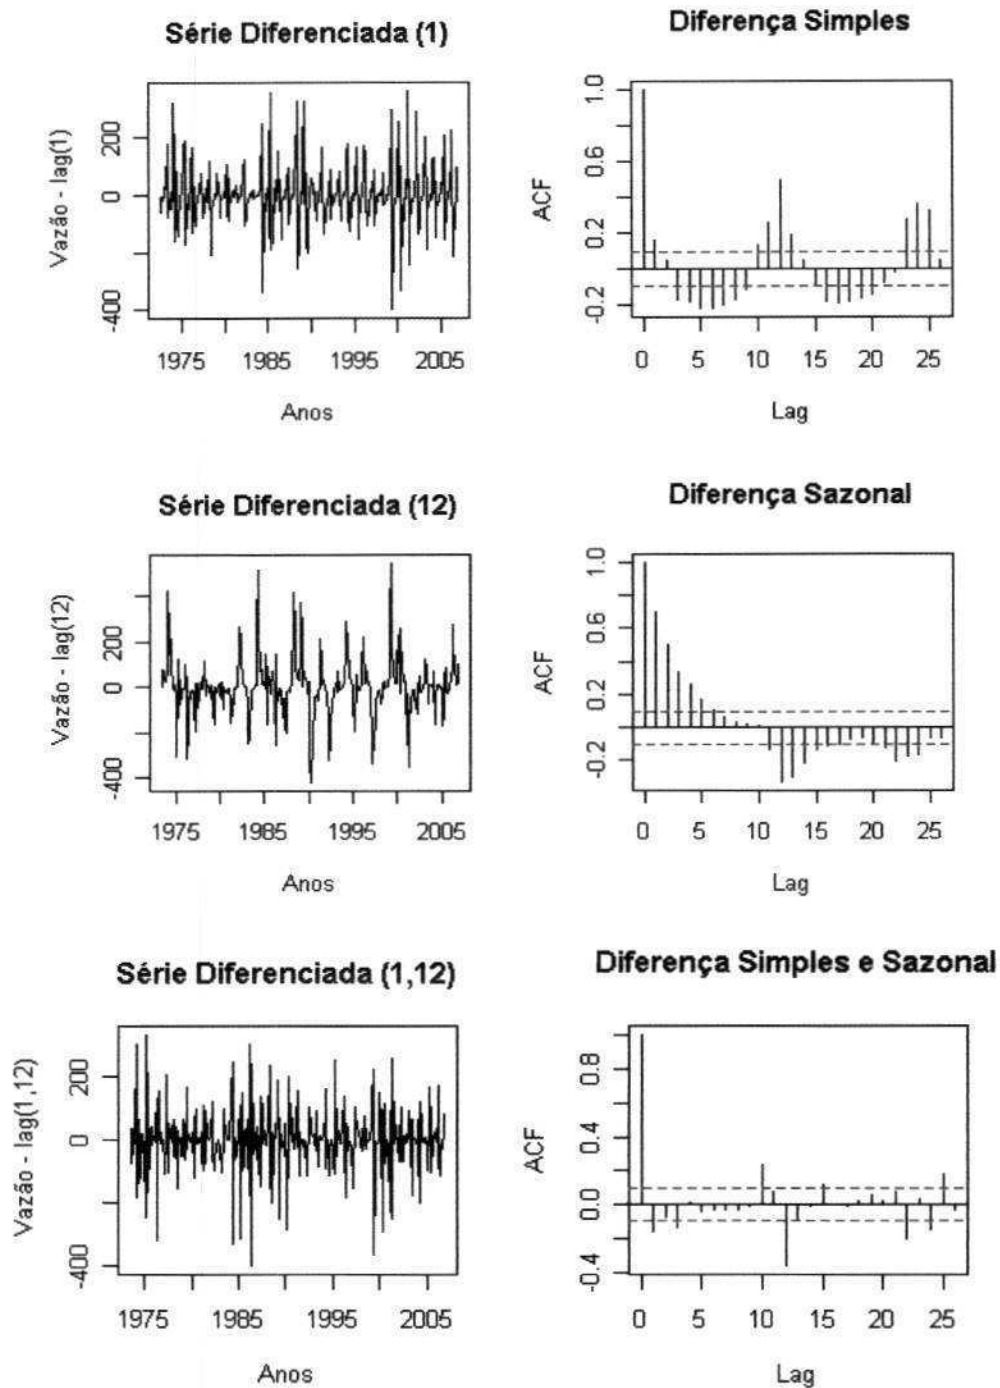 Série Diferenciada (1)
Vazão - lag(1)
200
0
-400
1975 1985 1995 2005
Anos
Diferença Simples
ACF
1.0
0.6
0.2
-0.2
0 5 10 15 20 25
Lag
Série Diferenciada (12)
Vazão - lag(12)
200
0
-400
1975 1985 1995 2005
Anos
Diferença Sazonal
ACF
1.0
0.6
0.2
-0.2
0 5 10 15 20 25
Lag
Série Diferenciada (1,12)
Vazão - lag(1,12)
200
0
-400
1975 1985 1995 2005
Anos
Diferença Simples e Sazonal
ACF
0.8
0.4
0.0
-0.4
0 5 10 15 20 25
Lag